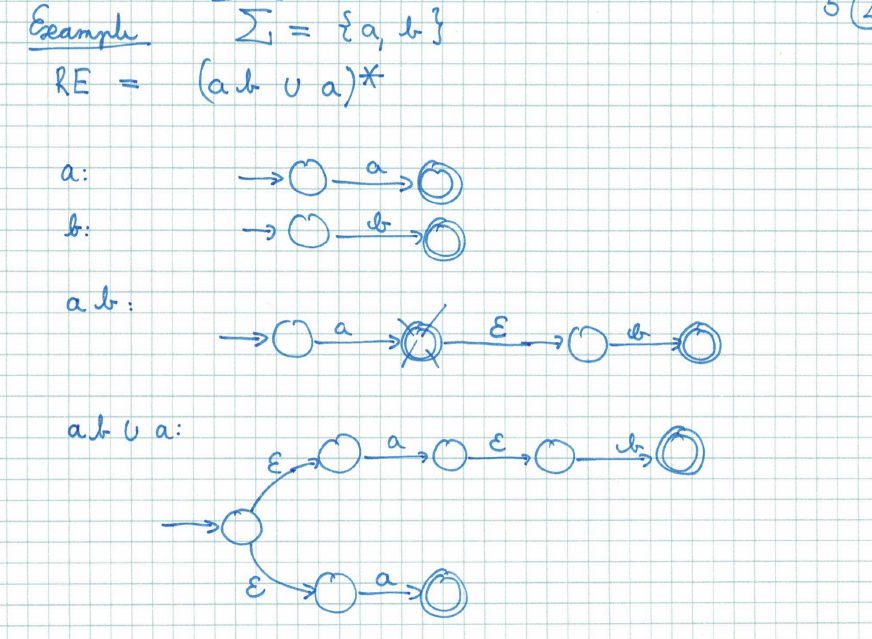 Example Σ = {a, b}
RE = (ab ∪ a)*
a: a
b: b
ab:
a ε b
ab ∪ a:
ε a ε b
ε a